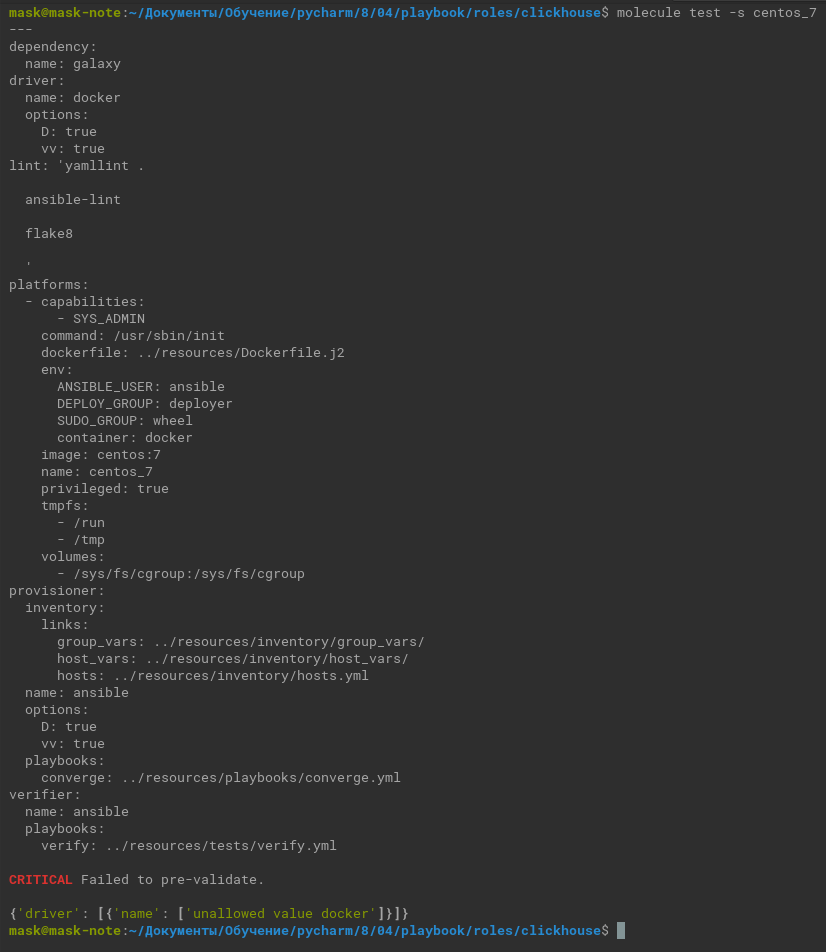 mask@mask-note:~/Документы/Обучение/pycharm/8/04/playbook/roles/clickhouse$ molecule test -s centos_7
---
dependency:
  name: galaxy
driver:
  name: docker
  options:
    D: true
    vv: true
lint: 'yamllint .

  ansible-lint

  flake8

  '
platforms:
  - capabilities:
      - SYS_ADMIN
    command: /usr/sbin/init
    dockerfile: ../resources/Dockerfile.j2
    env:
      ANSIBLE_USER: ansible
      DEPLOY_GROUP: deployer
      SUDO_GROUP: wheel
      container: docker
    image: centos:7
    name: centos_7
    privileged: true
    tmpfs:
      - /run
      - /tmp
    volumes:
      - /sys/fs/cgroup:/sys/fs/cgroup
provisioner:
  inventory:
    links:
      group_vars: ../resources/inventory/group_vars/
      host_vars: ../resources/inventory/host_vars/
      hosts: ../resources/inventory/hosts.yml
  name: ansible
  options:
    D: true
    vv: true
  playbooks:
    converge: ../resources/playbooks/converge.yml
verifier:
  name: ansible
  playbooks:
    verify: ../resources/tests/verify.yml

CRITICAL Failed to pre-validate.

{'driver': [{'name': ['unallowed value docker']}]}
mask@mask-note:~/Документы/Обучение/pycharm/8/04/playbook/roles/clickhouse$